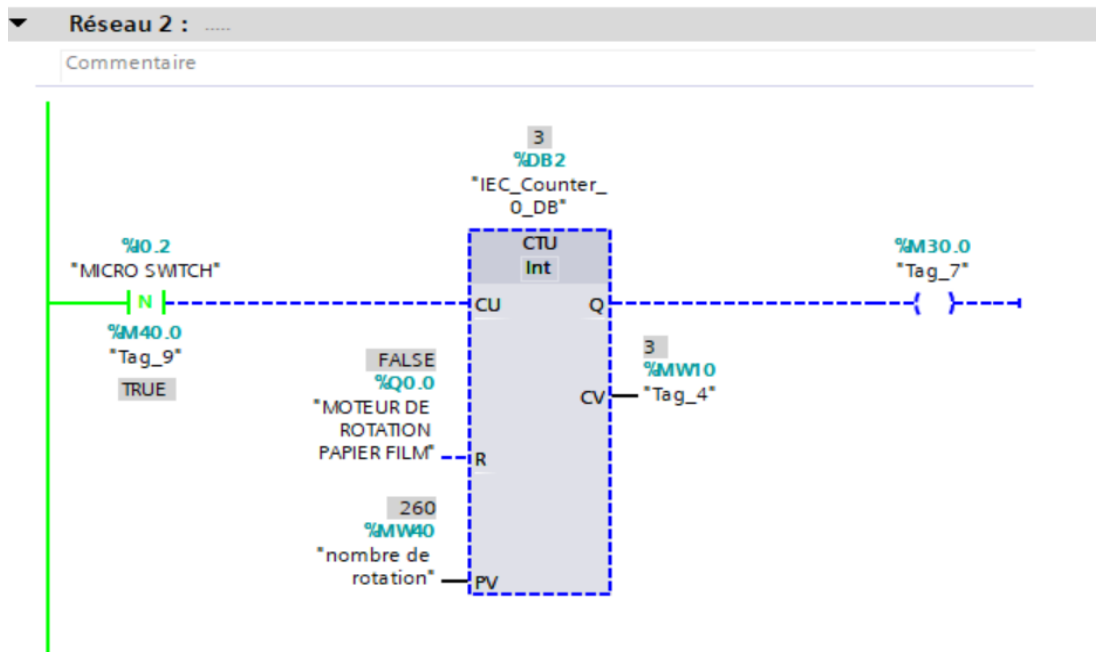 Réseau 2 : .....
Commentaire
3
%DB2
"IEC_Counter_
0_DB"
CTU
Int
%I0.2
"MICRO SWITCH"
N
%M40.0
"Tag_9"
TRUE
CU
Q
%M30.0
"Tag_7"
FALSE
%Q0.0
"MOTEUR DE
ROTATION
PAPIER FILM"
R
3
%MW10
CV
"Tag_4"
260
%MW40
"nombre de
rotation"
PV